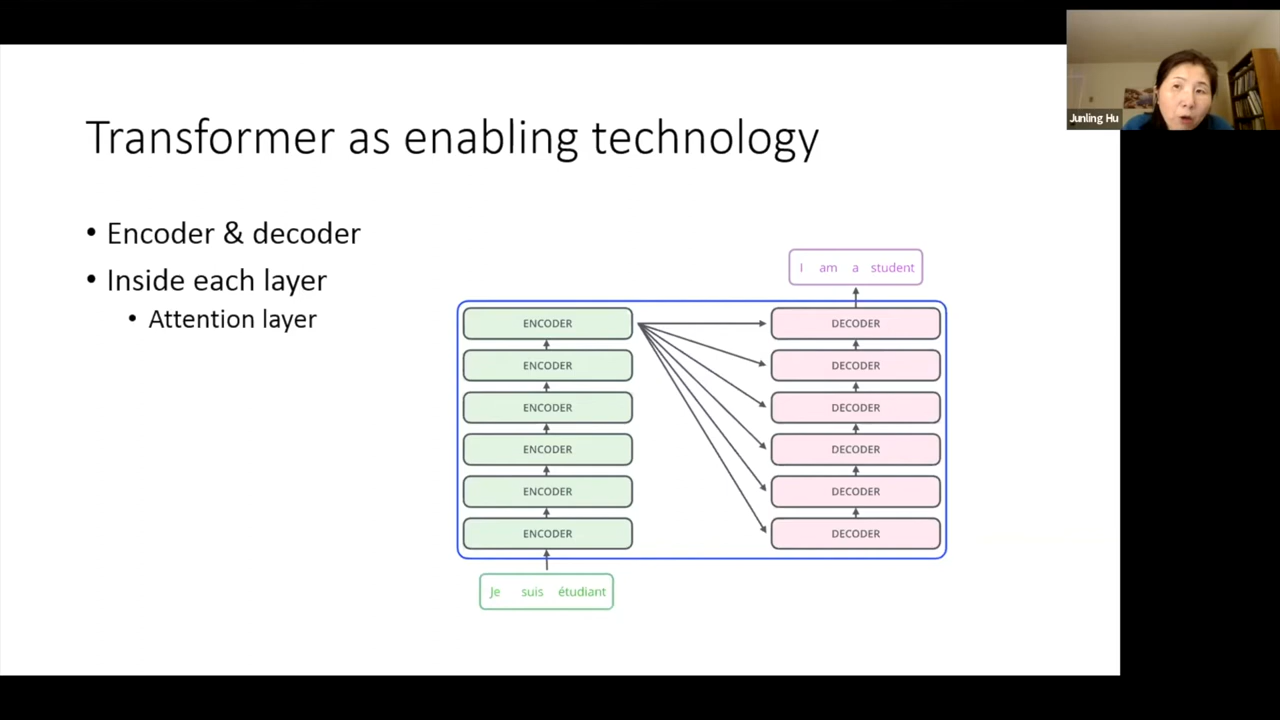 Junling Hu
Transformer as enabling technology
• Encoder & decoder
• Inside each layer
• Attention layer
I am a student
ENCODER
ENCODER
ENCODER
ENCODER
ENCODER
ENCODER
DECODER
DECODER
DECODER
DECODER
DECODER
DECODER
Je suis étudiant